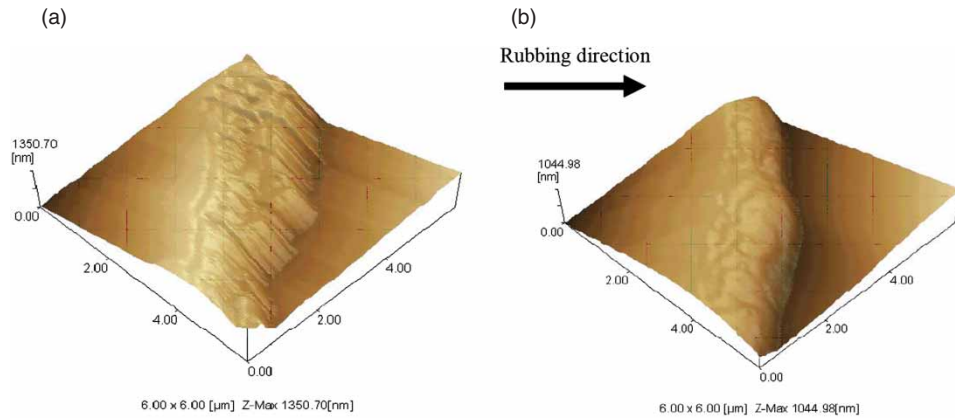 (a)
(b)
Rubbing direction
1350.70
[nm]
0.00
2.00
4.00
0.00
2.00
4.00
6.00 x 6.00 [µm] Z-Max 1350.70[nm]
1044.98
[nm]
0.00
2.00
4.00
0.00
2.00
4.00
6.00 x 6.00 [µm] Z-Max 1044.98[nm]